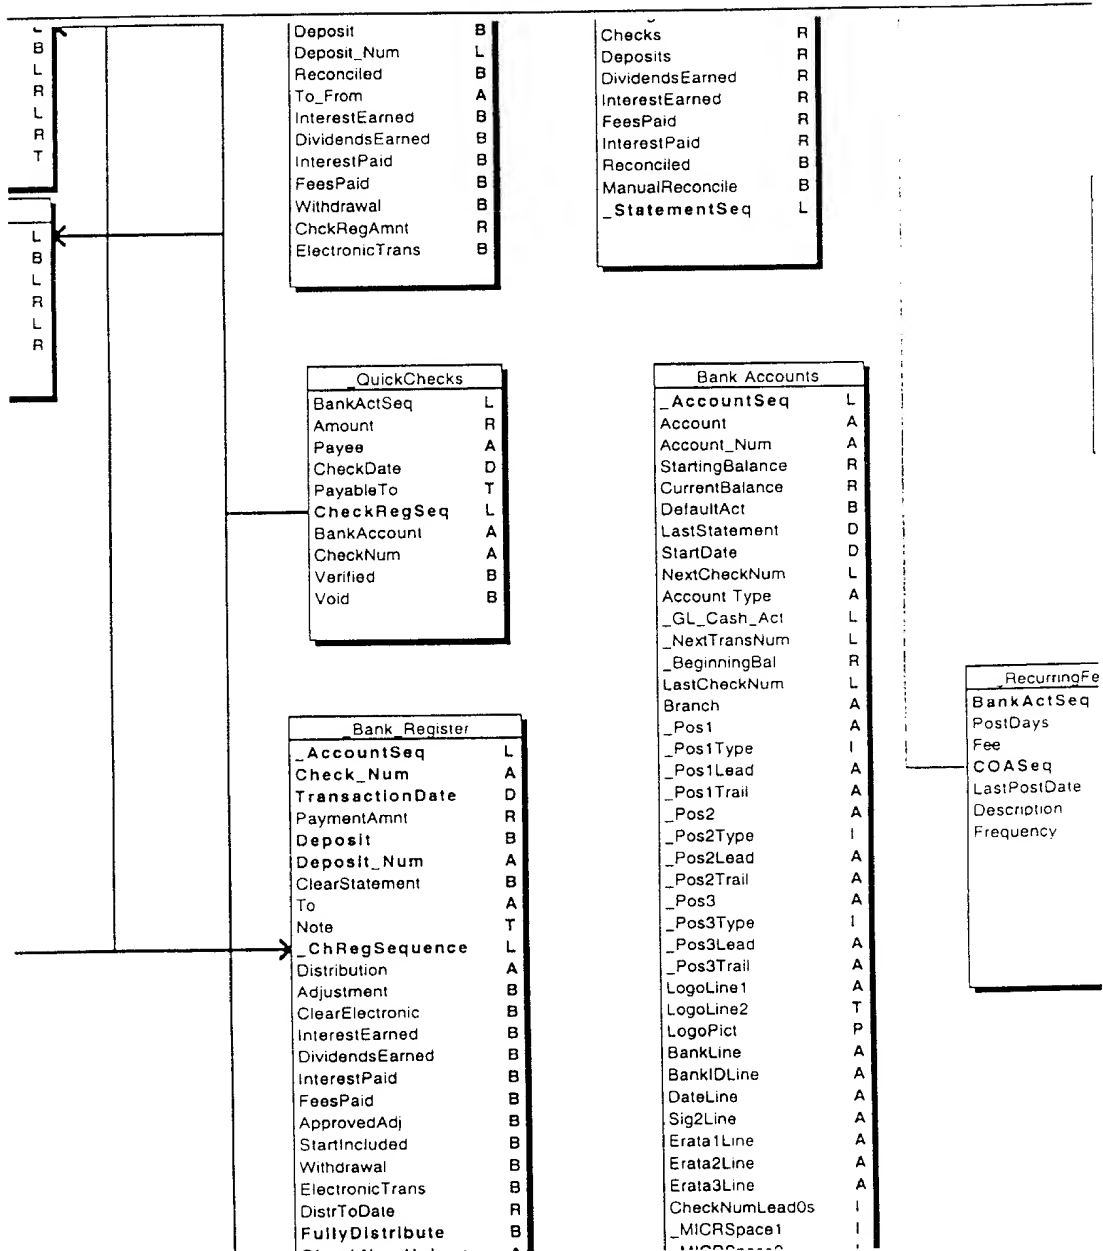 L
B
L
R
L
R
T
L
B
L
R
L
R
Deposit B
Deposit_Num L
Reconciled B
To_From A
InterestEarned B
DividendsEarned B
InterestPaid B
FeesPaid B
Withdrawal B
ChckRegAmnt R
ElectronicTrans B
Checks R
Deposits R
DividendsEarned R
InterestEarned R
FeesPaid R
InterestPaid R
Reconciled B
ManualReconcile B
_StatementSeq L
_QuickChecks
BankActSeq L
Amount R
Payee A
CheckDate D
PayableTo T
CheckRegSeq L
BankAccount A
CheckNum A
Verified B
Void B
_Bank_Register
_AccountSeq L
Check_Num A
TransactionDate D
PaymentAmnt R
Deposit B
Deposit_Num A
ClearStatement B
To A
Note T
_ChRegSequence L
Distribution A
Adjustment B
ClearElectronic B
InterestEarned B
DividendsEarned B
InterestPaid B
FeesPaid B
ApprovedAdj B
StartIncluded B
Withdrawal B
ElectronicTrans B
DistrToDate R
FullyDistribute B
Bank Accounts
_AccountSeq L
Account A
Account_Num A
StartingBalance R
CurrentBalance R
DefaultAct B
LastStatement D
StartDate D
NextCheckNum L
Account Type A
_GL_Cash_Act L
_NextTransNum L
_BeginningBal R
LastCheckNum L
Branch A
_Pos1 A
_Pos1Type I
_Pos1Lead A
_Pos1Trail A
_Pos2 A
_Pos2Type I
_Pos2Lead A
_Pos2Trail A
_Pos3 A
_Pos3Type I
_Pos3Lead A
_Pos3Trail A
LogoLine1 A
LogoLine2 T
LogoPict P
BankLine A
BankIDLine A
DateLine A
Sig2Line A
Erata1Line A
Erata2Line A
Erata3Line A
CheckNumLead0s I
_MICRSpace1 I
_RecurringFe
BankActSeq
PostDays
Fee
COASeq
LastPostDate
Description
Frequency